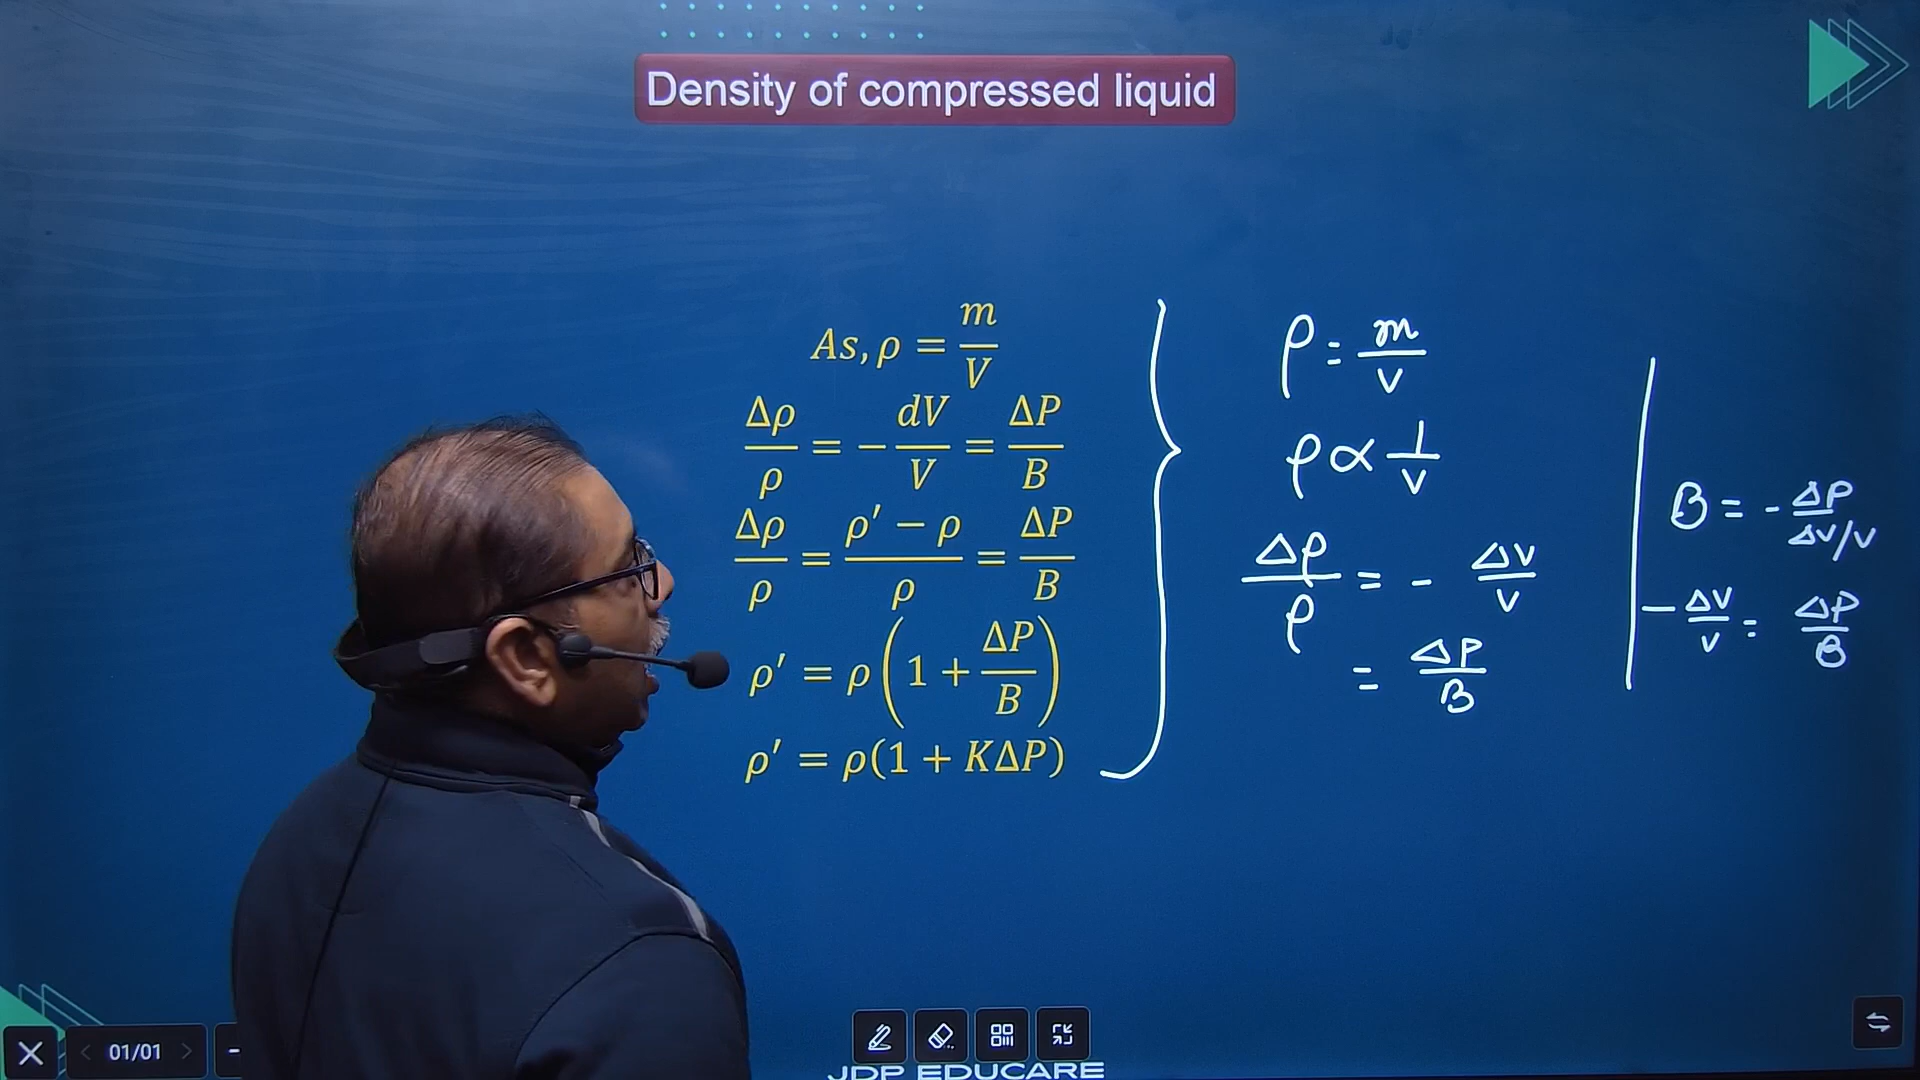 Density of compressed liquid
As, ρ = m/V
Δρ/ρ = − dV/V = ΔP/B
Δρ/ρ = ρ′ − ρ/ρ = ΔP/B
ρ′ = ρ(1 + ΔP/B)
ρ′ = ρ(1 + KΔP)
ρ = m/V
ρ ∝ 1/V
Δρ/ρ = - ΔV/V
= ΔP/B
B = - ΔP/ΔV/V
- ΔV/V = ΔP/B
01/01
JDP EDUCARE